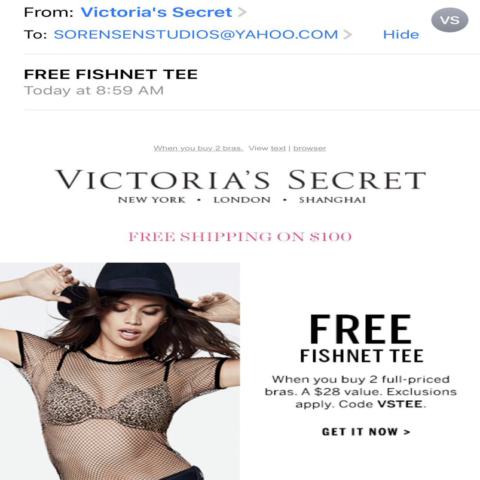 From: Victoria's Secret >
VS
To: SORENSENSTUDIOS@YAHOO.COM > Hide
FREE FISHNET TEE
Today at 8:59 AM
When you buy 2 bras. View text | browser
VICTORIA'S SECRET
NEW YORK • LONDON • SHANGHAI
FREE SHIPPING ON $100
FREE
FISHNET TEE
When you buy 2 full-priced
bras. A $28 value. Exclusions
apply. Code VSTEE.
GET IT NOW >